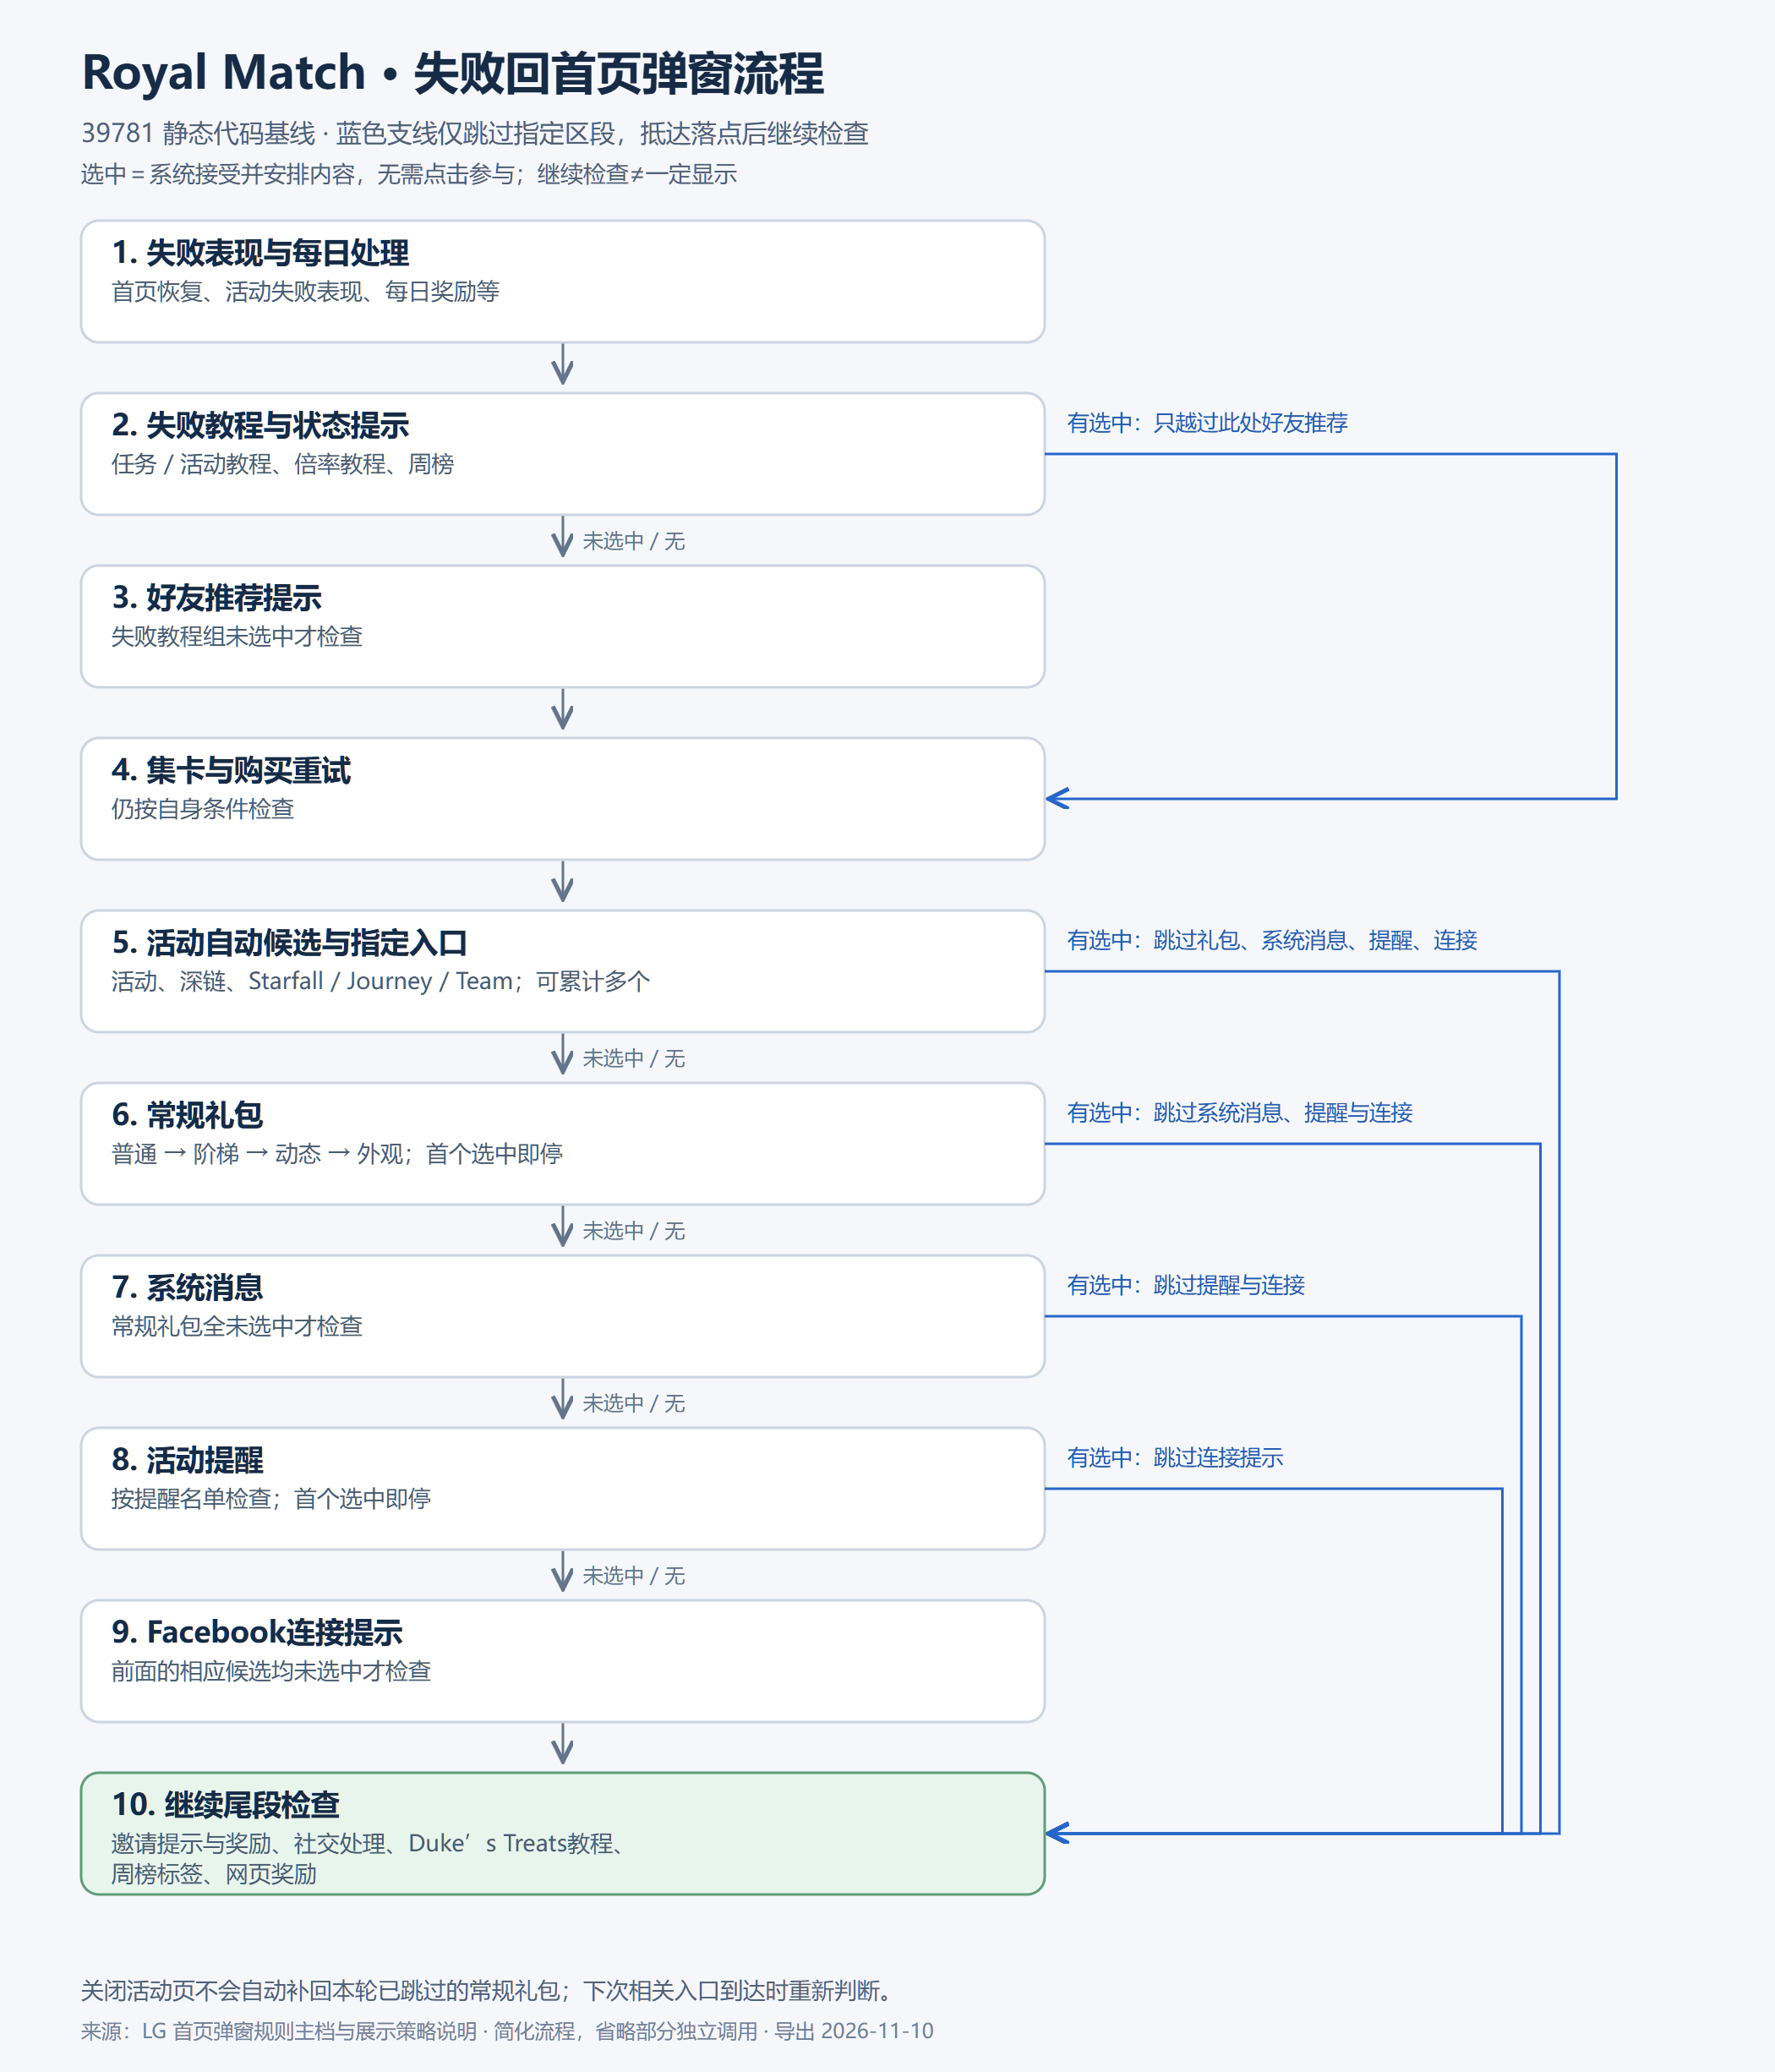 Royal Match • 失败回首页弹窗流程
39781 静态代码基线 · 蓝色支线仅跳过指定区段，抵达落点后继续检查
选中＝系统接受并安排内容，无需点击参与；继续检查≠一定显示
1. 失败表现与每日处理
首页恢复、活动失败表现、每日奖励等
2. 失败教程与状态提示
任务 / 活动教程、倍率教程、周榜
有选中：只越过此处好友推荐
未选中 / 无
3. 好友推荐提示
失败教程组未选中才检查
4. 集卡与购买重试
仍按自身条件检查
5. 活动自动候选与指定入口
活动、深链、Starfall / Journey / Team；可累计多个
有选中：跳过礼包、系统消息、提醒、连接
未选中 / 无
6. 常规礼包
普通 → 阶梯 → 动态 → 外观；首个选中即停
有选中：跳过系统消息、提醒与连接
未选中 / 无
7. 系统消息
常规礼包全未选中才检查
有选中：跳过提醒与连接
未选中 / 无
8. 活动提醒
按提醒名单检查；首个选中即停
有选中：跳过连接提示
未选中 / 无
9. Facebook连接提示
前面的相应候选均未选中才检查
10. 继续尾段检查
邀请提示与奖励、社交处理、Duke’s Treats教程、
周榜标签、网页奖励
关闭活动页不会自动补回本轮已跳过的常规礼包；下次相关入口到达时重新判断。
来源：LG 首页弹窗规则主档与展示策略说明 · 简化流程，省略部分独立调用 · 导出 2026-11-10